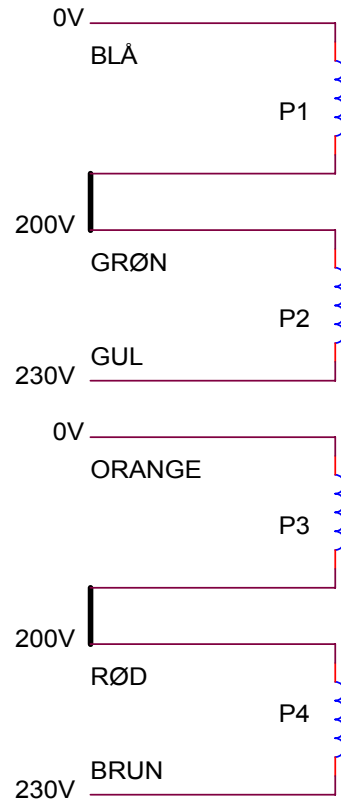 0V
BLÅ
P1
200V
GRØN
P2
GUL
230V
0V
ORANGE
P3
200V
RØD
P4
BRUN
230V